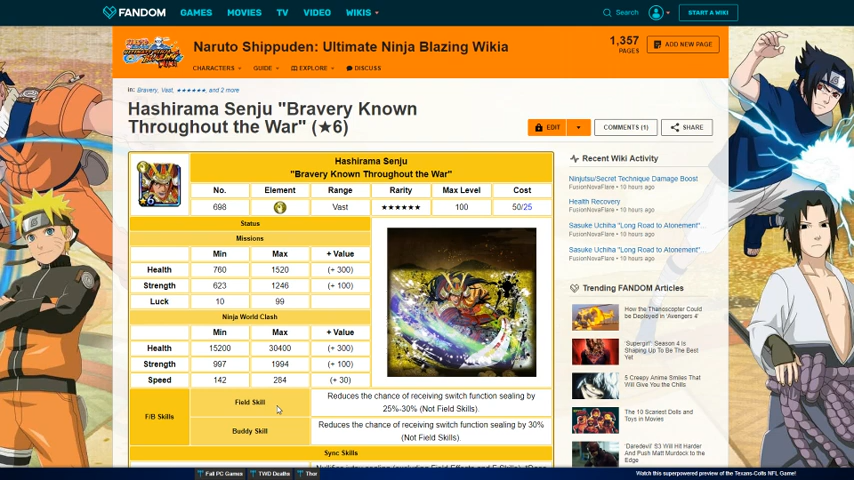 FANDOM
GAMES MOVIES TV VIDEO WIKIS
Search
START A WIKI
Naruto Shippuden: Ultimate Ninja Blazing Wikia
1,357
PAGES
ADD NEW PAGE
CHARACTERS GUIDE EXPLORE DISCUSS
in: Bravery, Vast, ★★★★★★, and 2 more
Hashirama Senju "Bravery Known
Throughout the War" (★6)
EDIT
COMMENTS (1)
SHARE
Hashirama Senju
"Bravery Known Throughout the War"
No. Element Range Rarity Max Level Cost
698 Vast ★★★★★★ 100 50/25
Status
Missions
Min Max + Value
Health 760 1520 (+ 300)
Strength 623 1246 (+ 100)
Luck 10 99
Ninja World Clash
Min Max + Value
Health 15200 30400 (+ 300)
Strength 997 1994 (+ 100)
Speed 142 284 (+ 30)
F/B Skills
Field Skill
Reduces the chance of receiving switch function sealing by
25%-30% (Not Field Skills).
Buddy Skill
Reduces the chance of receiving switch function sealing by 30%
(Not Field Skills).
Sync Skills
Recent Wiki Activity
Ninjutsu/Secret Technique Damage Boost
FusionNovaFlare • 10 hours ago
Health Recovery
FusionNovaFlare • 10 hours ago
Sasuke Uchiha "Long Road to Atonement"...
FusionNovaFlare • 10 hours ago
Sasuke Uchiha "Long Road to Atonement"...
FusionNovaFlare • 10 hours ago
Trending FANDOM Articles
How the Thanoscopter Could
be Deployed in 'Avengers 4'
'Supergirl' Season 4 is
Shaping Up To Be The Best
Yet
5 Creepy Anime Smiles That
Will Give You the Chills
The 10 Scariest Dolls and
Toys in Movies
'Daredevil' S3 Will Hit Harder
And Push Matt Murdock to the
Edge
Full PC Games TWD Deaths Thor
Watch this superpowered preview of the Texans-Colts NFL Game!